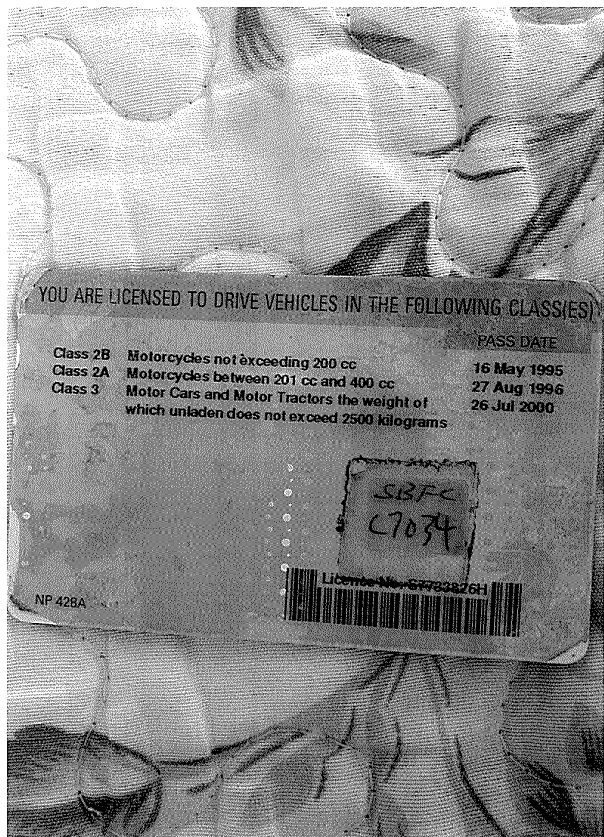 YOU ARE LICENSED TO DRIVE VEHICLES IN THE FOLLOWING CLASS(ES)
PASS DATE
Class 2B Motorcycles not exceeding 200 cc 16 May 1995
Class 2A Motorcycles between 201 cc and 400 cc 27 Aug 1996
Class 3 Motor Cars and Motor Tractors the weight of 26 Jul 2000
which unladen does not exceed 2500 kilograms
SBFC
C7034
Licence No.
NP 428A